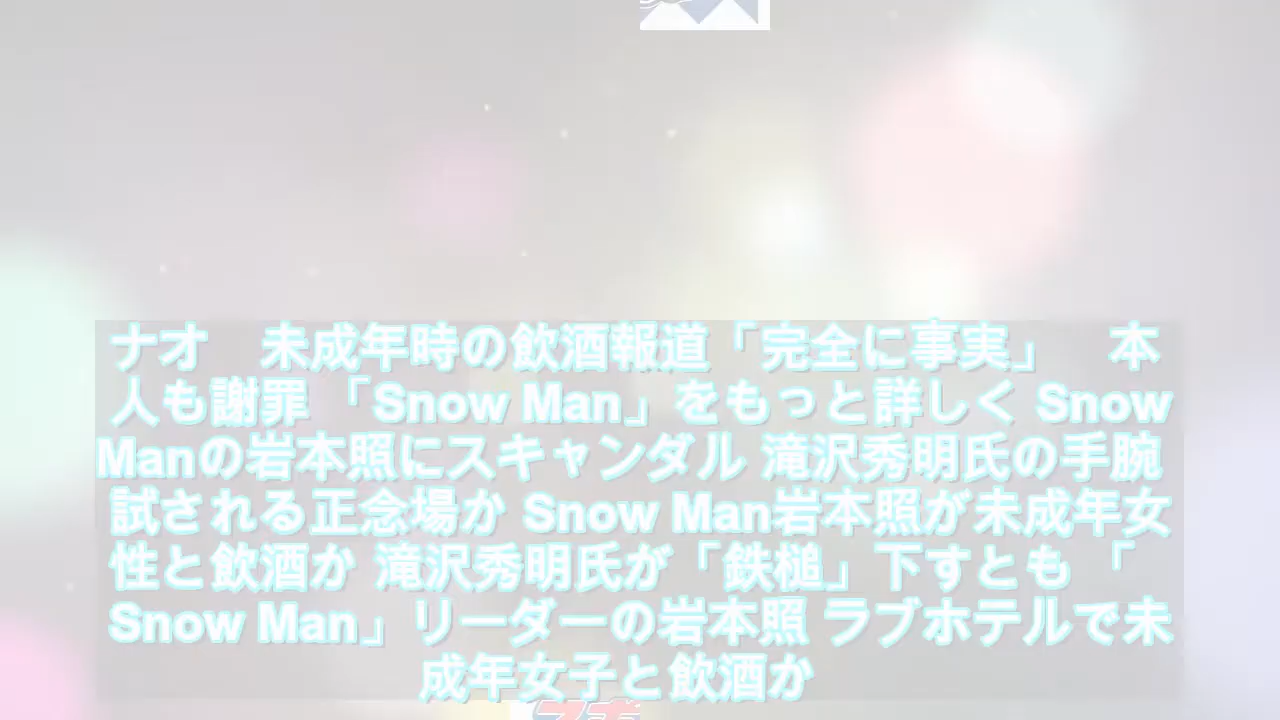 ナオ　未成年時の飲酒報道「完全に事実」　本
人も謝罪 「Snow Man」をもっと詳しく Snow
Manの岩本照にスキャンダル 滝沢秀明氏の手腕
試される正念場か Snow Man岩本照が未成年女
性と飲酒か 滝沢秀明氏が「鉄槌」下すとも 「
Snow Man」リーダーの岩本照 ラブホテルで未
成年女子と飲酒か